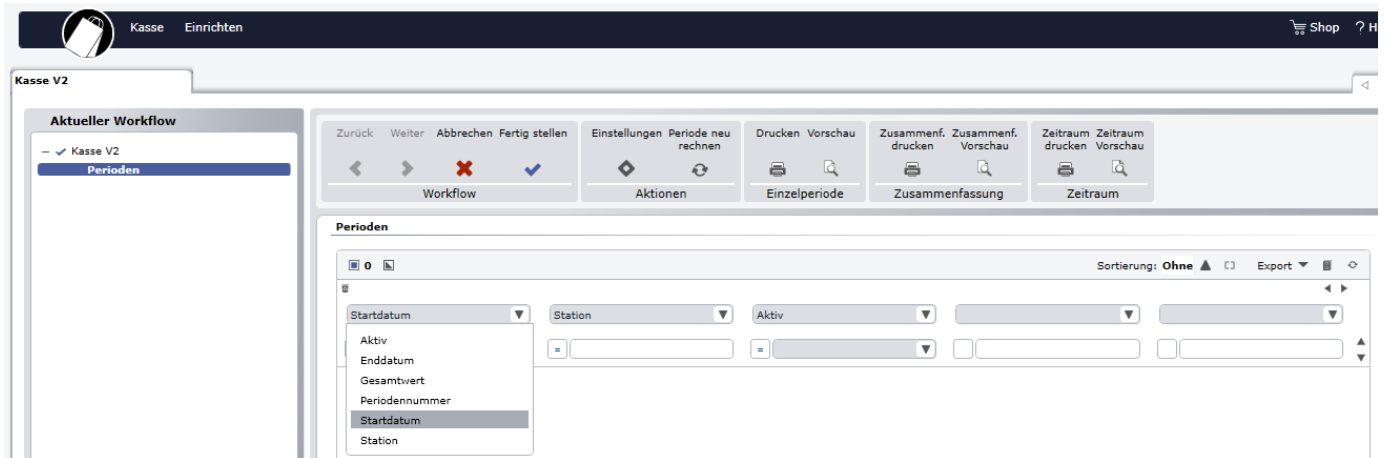 Kasse Einrichten Shop ? H
Kasse V2
Aktueller Workflow
Kasse V2
Perioden
Zurück Weiter Abbrechen Fertig stellen
Workflow
Einstellungen Periode neu
rechnen
Aktionen
Drucken Vorschau
Einzelperiode
Zusammenf. Zusammenf.
drucken Vorschau
Zusammenfassung
Zeitraum Zeitraum
drucken Vorschau
Zeitraum
Perioden
0 Sortierung: Ohne Export
Startdatum Station Aktiv
= =
Aktiv
Enddatum
Gesamtwert
Periodennummer
Startdatum
Station